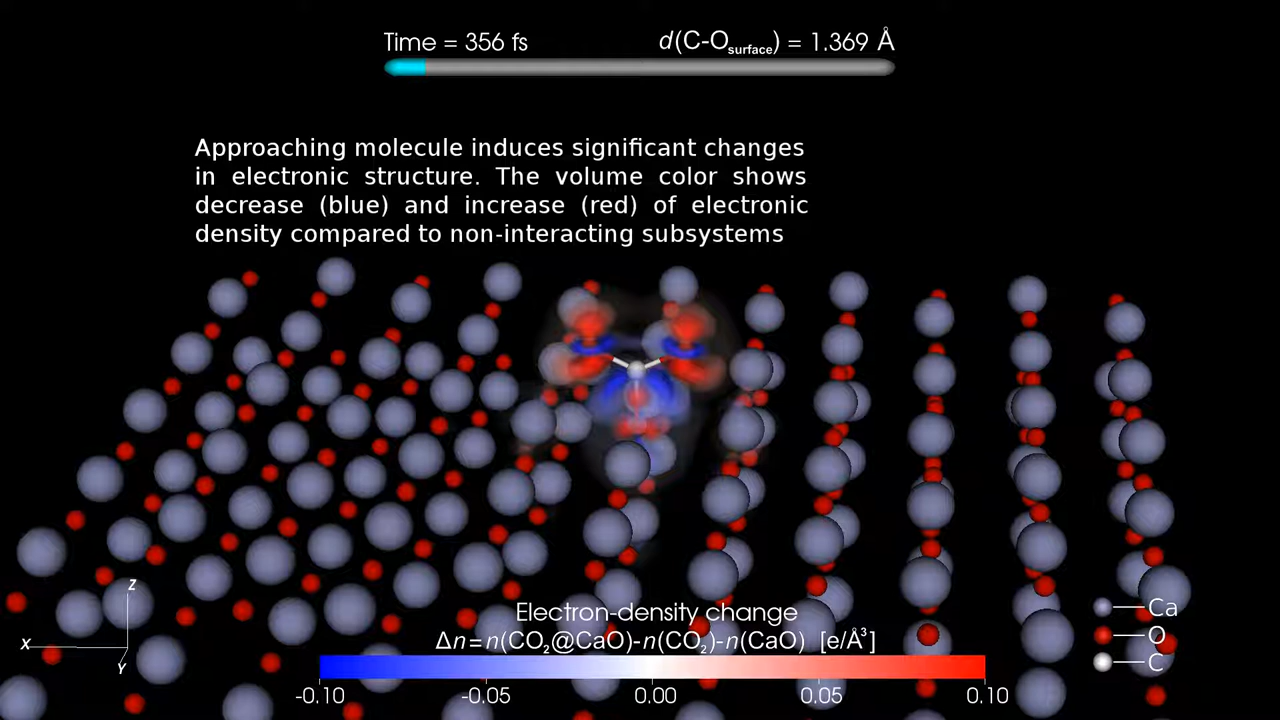 Time = 356 fs
d(C-Osurface) = 1.369 Å
Approaching molecule induces significant changes
in electronic structure. The volume color shows
decrease (blue) and increase (red) of electronic
density compared to non-interacting subsystems
z
x
Y
Electron-density change
Δn=n(CO₂@CaO)-n(CO₂)-n(CaO) [e/Å³]
-0.10 -0.05 0.00 0.05 0.10
Ca
O
C